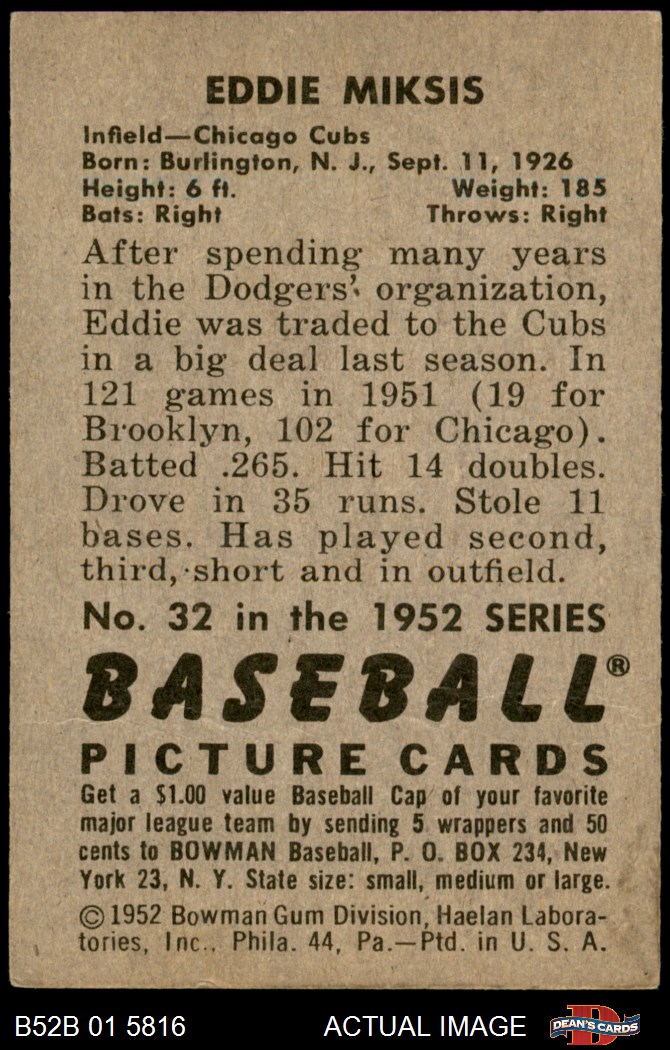 EDDIE MIKSIS
Infield—Chicago Cubs
Born: Burlington, N. J., Sept. 11, 1926
Height: 6 ft. Weight: 185
Bats: Right Throws: Right
After spending many years
in the Dodgers' organization,
Eddie was traded to the Cubs
in a big deal last season. In
121 games in 1951 (19 for
Brooklyn, 102 for Chicago).
Batted .265. Hit 14 doubles.
Drove in 35 runs. Stole 11
bases. Has played second,
third, short and in outfield.
No. 32 in the 1952 SERIES
BASEBALL®
PICTURE CARDS
Get a $1.00 value Baseball Cap of your favorite
major league team by sending 5 wrappers and 50
cents to BOWMAN Baseball, P. O. BOX 234, New
York 23, N. Y. State size: small, medium or large.
©1952 Bowman Gum Division, Haelan Labora-
tories, Inc., Phila. 44, Pa.—Ptd. in U. S. A.
B52B 01 5816 ACTUAL IMAGE D DEAN'S CARDS